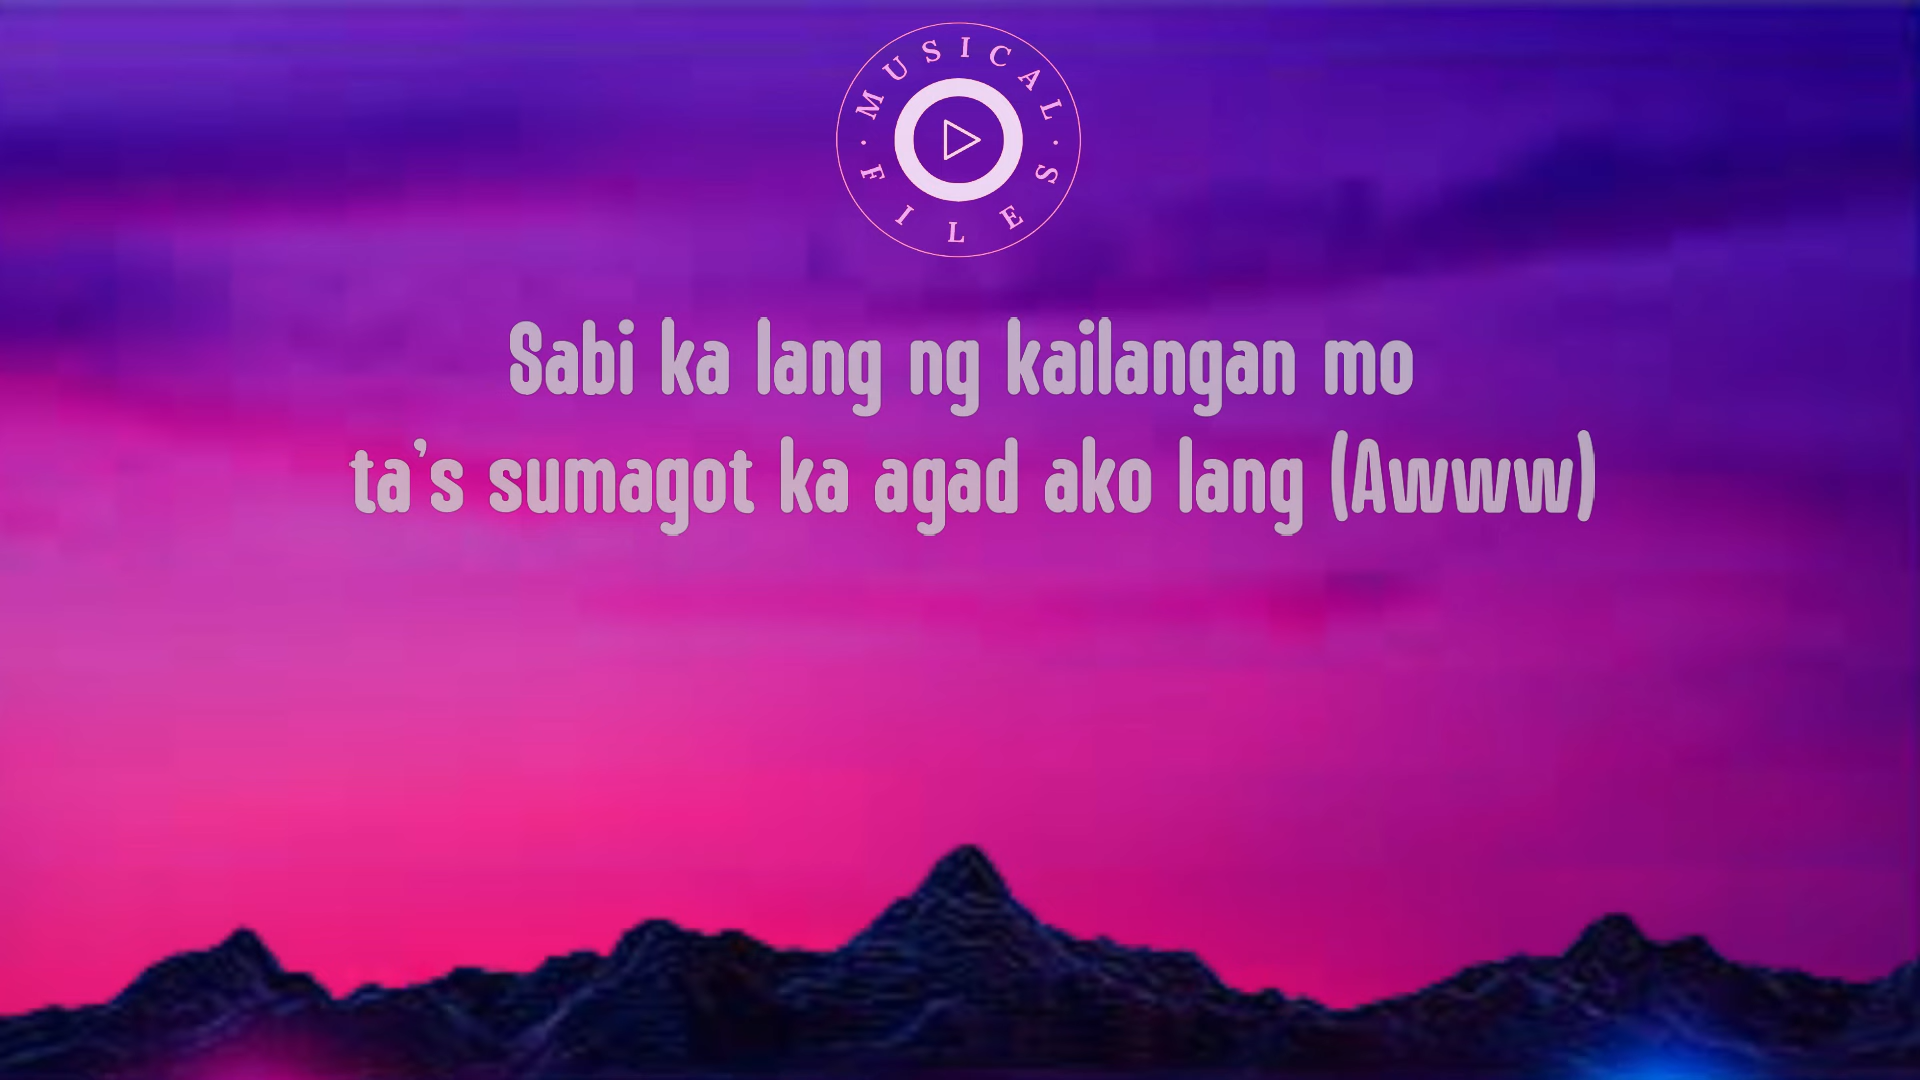 · MUSICAL ·
FILES
Sabi ka lang ng kailangan mo
ta's sumagot ka agad ako lang (Awww)